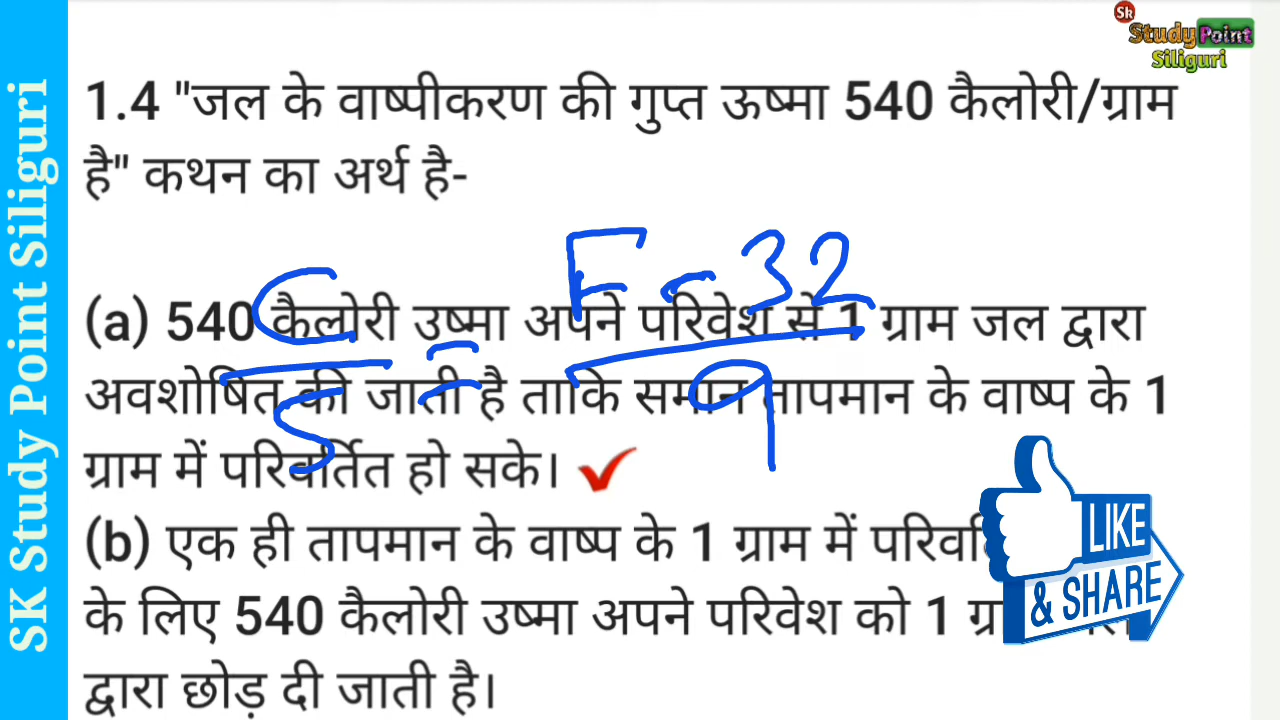 Sk
Study Point
Siliguri
SK Study Point Siliguri
1.4 "जल के वाष्पीकरण की गुप्त ऊष्मा 540 कैलोरी/ग्राम
है" कथन का अर्थ है-
C/5 = F - 32/9
(a) 540 कैलोरी उष्मा अपने परिवेश से 1 ग्राम जल द्वारा
अवशोषित की जाती है ताकि समान तापमान के वाष्प के 1
ग्राम में परिवर्तित हो सके।
(b) एक ही तापमान के वाष्प के 1 ग्राम में
के लिए 540 कैलोरी उष्मा अपने परिवेश को 1
द्वारा छोड़ दी जाती है।
LIKE
& SHARE